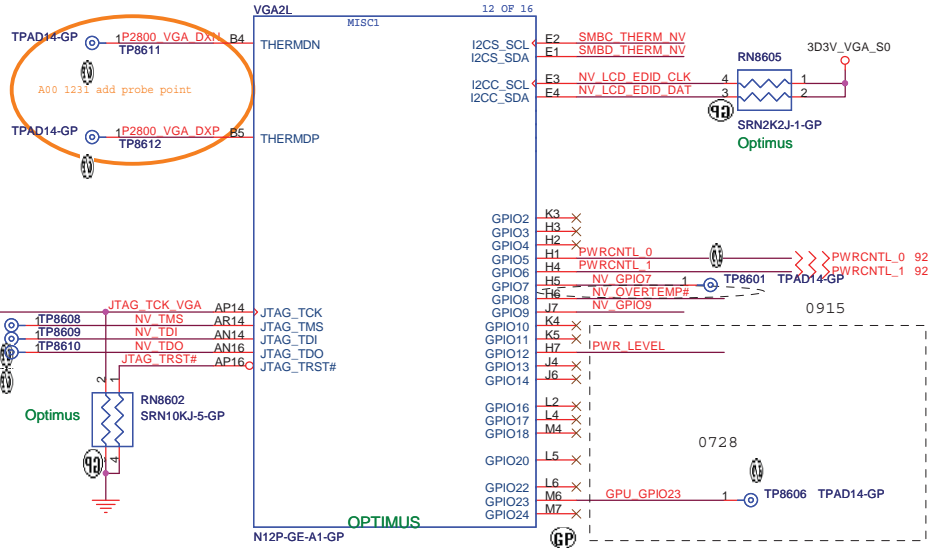 VGA2L
12 OF 16
MISC1
TPAD14-GP
1
P2800_VGA_DXN
B4
TP8611
THERMDN
A00 1231 add probe point
TPAD14-GP
1
P2800_VGA_DXP
B5
TP8612
THERMDP
I2CS_SCL
E2
SMBC_THERM_NV
I2CS_SDA
E1
SMBD_THERM_NV
I2CC_SCL
E3
NV_LCD_EDID_CLK
4
1
I2CC_SDA
E4
NV_LCD_EDID_DAT
3
2
RN8605
3D3V_VGA_S0
SRN2K2J-1-GP
Optimus
GP
GPIO2
K3
GPIO3
H3
GPIO4
H2
GPIO5
H1
PWRCNTL_0
PWRCNTL_0 92
GPIO6
H4
PWRCNTL_1
PWRCNTL_1 92
GPIO7
H5
NV_GPIO7
1
TP8601
TPAD14-GP
GPIO8
H6
NV_OVERTEMP#
GPIO9
J7
NV_GPIO9
0915
GPIO10
K4
GPIO11
K5
GPIO12
H7
PWR_LEVEL
GPIO13
J4
GPIO14
J6
GPIO16
L2
GPIO17
L4
GPIO18
M4
0728
GPIO20
L5
GPIO22
L6
GPIO23
M6
GPU_GPIO23
1
TP8606
TPAD14-GP
GPIO24
M7
JTAG_TCK_VGA
AP14
JTAG_TCK
1
TP8608
NV_TMS
AR14
JTAG_TMS
1
TP8609
NV_TDI
AN14
JTAG_TDI
1
TP8610
NV_TDO
AN16
JTAG_TDO
JTAG_TRST#
AP16
JTAG_TRST#
2
1
RN8602
Optimus
SRN10KJ-5-GP
4
GP
OPTIMUS
N12P-GE-A1-GP
GP